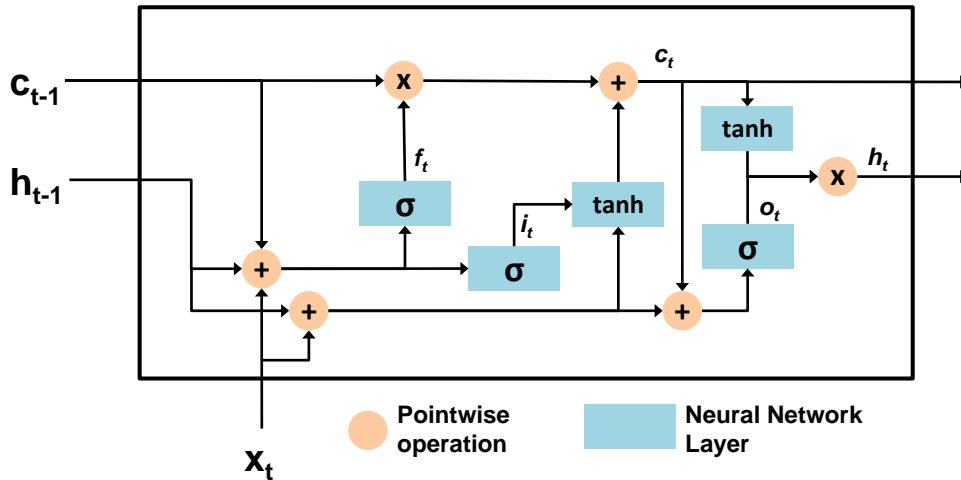 c_t
c_{t-1}
x
+
tanh
f_t
h_t
h_{t-1}
x
σ
tanh
o_t
i_t
σ
+
σ
+
+
Pointwise
operation
Neural Network
Layer
x_t